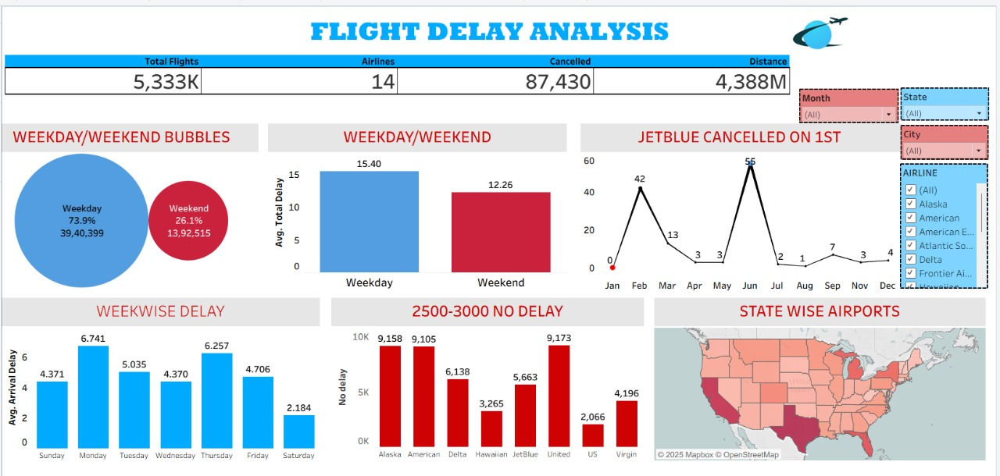 FLIGHT DELAY ANALYSIS
Total Flights Airlines Cancelled Distance
5,333K 14 87,430 4,388M
Month
(All)
State
(All)
City
(All)
AIRLINE
(All)
Alaska
American
American E...
Atlantic So...
Delta
Frontier Ai...
Hawaiian
WEEKDAY/WEEKEND BUBBLES
Weekday
73.9%
39,40,399
Weekend
26.1%
13,92,515
WEEKDAY/WEEKEND
Avg. Total Delay
15
10
5
0
15.40
12.26
Weekday Weekend
JETBLUE CANCELLED ON 1ST
60
40
20
0
0 42 13 3 3 55 2 1 7 3 4
Jan Feb Mar Apr May Jun Jul Aug Sep Nov Dec
WEEKWISE DELAY
Avg. Arrival Delay
6
4
2
0
4.371 6.741 5.035 4.370 6.257 4.706 2.184
Sunday Monday Tuesday Wednesday Thursday Friday Saturday
2500-3000 NO DELAY
No delay
10K
5K
0K
9,158 9,105 6,138 3,265 5,663 9,173 2,066 4,196
Alaska American Delta Hawaiian JetBlue United US Virgin
STATE WISE AIRPORTS
© 2025 Mapbox © OpenStreetMap